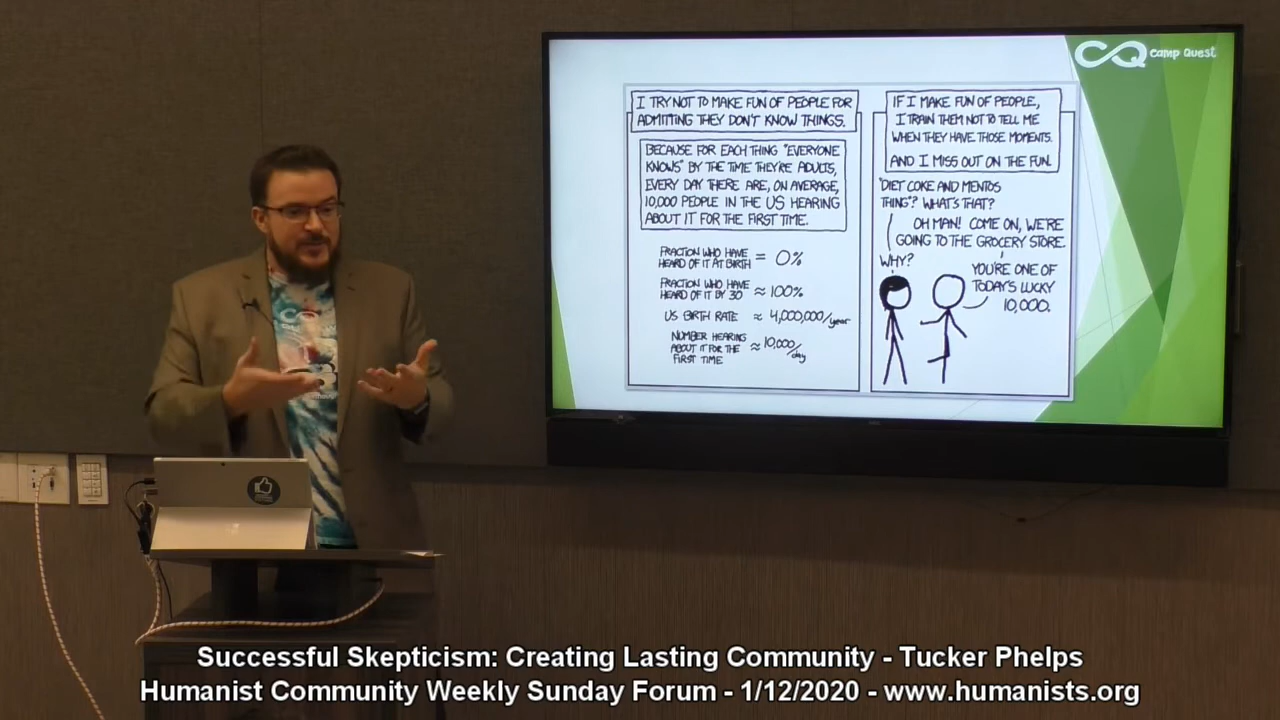 CQ Camp Quest
I TRY NOT TO MAKE FUN OF PEOPLE FOR
ADMITTING THEY DON'T KNOW THINGS.
BECAUSE FOR EACH THING "EVERYONE
KNOWS" BY THE TIME THEY'RE ADULTS,
EVERY DAY THERE ARE, ON AVERAGE,
10,000 PEOPLE IN THE US HEARING
ABOUT IT FOR THE FIRST TIME.
FRACTION WHO HAVE
HEARD OF IT AT BIRTH = 0%
FRACTION WHO HAVE
HEARD OF IT BY 30 ≈ 100%
US BIRTH RATE ≈ 4,000,000/year
NUMBER HEARING
ABOUT IT FOR THE
FIRST TIME ≈ 10,000/day
IF I MAKE FUN OF PEOPLE,
I TRAIN THEM NOT TO TELL ME
WHEN THEY HAVE THOSE MOMENTS.
AND I MISS OUT ON THE FUN.
"DIET COKE AND MENTOS
THING"? WHAT'S THAT?
OH MAN! COME ON, WE'RE
GOING TO THE GROCERY STORE.
WHY?
YOU'RE ONE OF
TODAY'S LUCKY
10,000.
Successful Skepticism: Creating Lasting Community - Tucker Phelps
Humanist Community Weekly Sunday Forum - 1/12/2020 - www.humanists.org